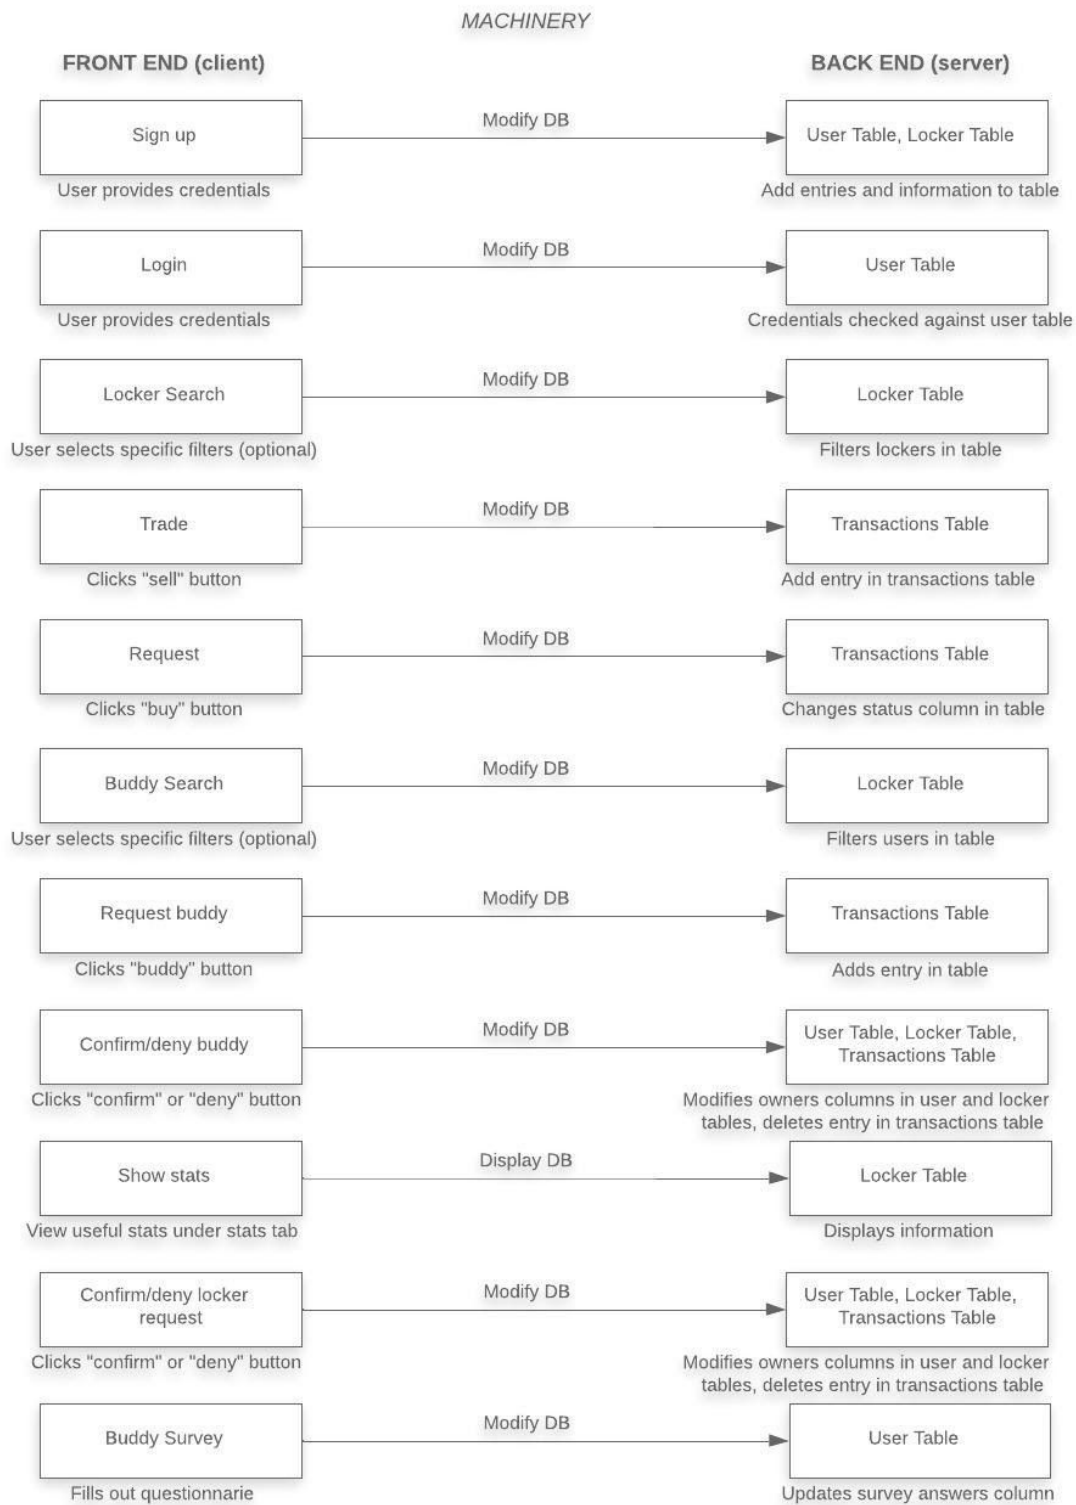 MACHINERY
FRONT END (client)
BACK END (server)
Sign up
Modify DB
User Table, Locker Table
User provides credentials
Add entries and information to table
Login
Modify DB
User Table
User provides credentials
Credentials checked against user table
Locker Search
Modify DB
Locker Table
User selects specific filters (optional)
Filters lockers in table
Trade
Modify DB
Transactions Table
Clicks "sell" button
Add entry in transactions table
Request
Modify DB
Transactions Table
Clicks "buy" button
Changes status column in table
Buddy Search
Modify DB
Locker Table
User selects specific filters (optional)
Filters users in table
Request buddy
Modify DB
Transactions Table
Clicks "buddy" button
Adds entry in table
Confirm/deny buddy
Modify DB
User Table, Locker Table,
Transactions Table
Clicks "confirm" or "deny" button
Modifies owners columns in user and locker
tables, deletes entry in transactions table
Show stats
Display DB
Locker Table
View useful stats under stats tab
Displays information
Confirm/deny locker
request
Modify DB
User Table, Locker Table,
Transactions Table
Clicks "confirm" or "deny" button
Modifies owners columns in user and locker
tables, deletes entry in transactions table
Buddy Survey
Modify DB
User Table
Fills out questionnarie
Updates survey answers column